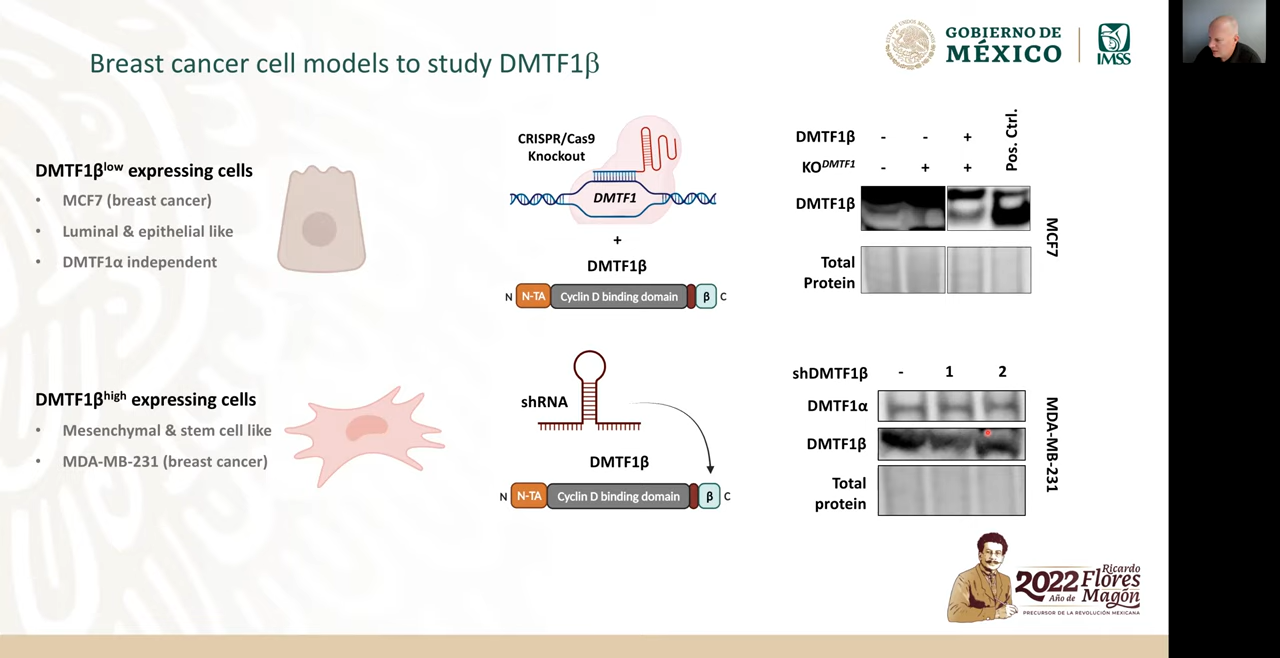 Breast cancer cell models to study DMTF1β
GOBIERNO DE
MÉXICO
IMSS
DMTF1βlow expressing cells
• MCF7 (breast cancer)
• Luminal & epithelial like
• DMTF1α independent
DMTF1βhigh expressing cells
• Mesenchymal & stem cell like
• MDA-MB-231 (breast cancer)
CRISPR/Cas9
Knockout
DMTF1
+
DMTF1β
N N-TA Cyclin D binding domain β C
shRNA
DMTF1β
N N-TA Cyclin D binding domain β C
DMTF1β - - + Pos. Ctrl.
KODMTF1 - + +
DMTF1β
Total
Protein
MCF7
shDMTF1β - 1 2
DMTF1α
DMTF1β
Total
protein
MDA-MB-231
2022 Ricardo
Flores
Año de Magón
PRECURSOR DE LA REVOLUCIÓN MEXICANA